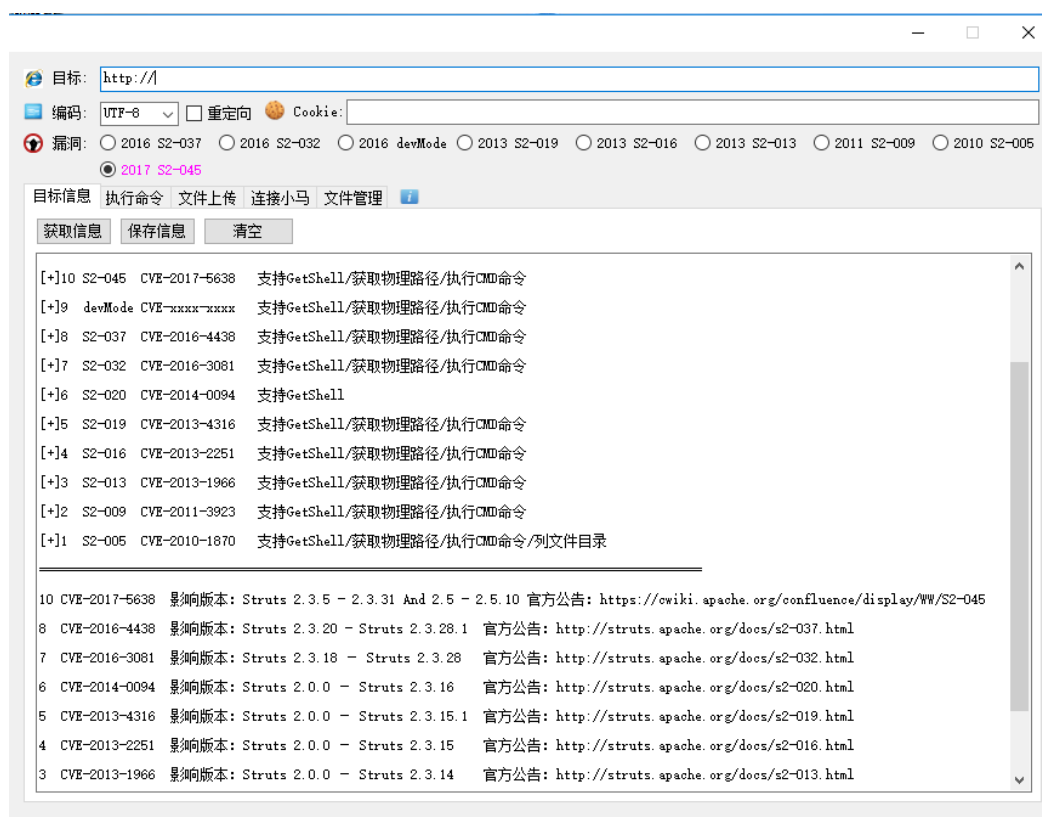 目标: http://
编码: UTF-8 重定向 Cookie:
漏洞: 2016 S2-037 2016 S2-032 2016 devMode 2013 S2-019 2013 S2-016 2013 S2-013 2011 S2-009 2010 S2-005
2017 S2-045
目标信息 执行命令 文件上传 连接小马 文件管理
获取信息 保存信息 清空
[+]10 S2-045 CVE-2017-5638 支持GetShell/获取物理路径/执行CMD命令
[+]9 devMode CVE-xxxx-xxxx 支持GetShell/获取物理路径/执行CMD命令
[+]8 S2-037 CVE-2016-4438 支持GetShell/获取物理路径/执行CMD命令
[+]7 S2-032 CVE-2016-3081 支持GetShell/获取物理路径/执行CMD命令
[+]6 S2-020 CVE-2014-0094 支持GetShell
[+]5 S2-019 CVE-2013-4316 支持GetShell/获取物理路径/执行CMD命令
[+]4 S2-016 CVE-2013-2251 支持GetShell/获取物理路径/执行CMD命令
[+]3 S2-013 CVE-2013-1966 支持GetShell/获取物理路径/执行CMD命令
[+]2 S2-009 CVE-2011-3923 支持GetShell/获取物理路径/执行CMD命令
[+]1 S2-005 CVE-2010-1870 支持GetShell/获取物理路径/执行CMD命令/列文件目录
10 CVE-2017-5638 影响版本: Struts 2.3.5 - 2.3.31 And 2.5 - 2.5.10 官方公告: https://cwiki.apache.org/confluence/display/WW/S2-045
8 CVE-2016-4438 影响版本: Struts 2.3.20 - Struts 2.3.28.1 官方公告: http://struts.apache.org/docs/s2-037.html
7 CVE-2016-3081 影响版本: Struts 2.3.18 - Struts 2.3.28 官方公告: http://struts.apache.org/docs/s2-032.html
6 CVE-2014-0094 影响版本: Struts 2.0.0 - Struts 2.3.16 官方公告: http://struts.apache.org/docs/s2-020.html
5 CVE-2013-4316 影响版本: Struts 2.0.0 - Struts 2.3.15.1 官方公告: http://struts.apache.org/docs/s2-019.html
4 CVE-2013-2251 影响版本: Struts 2.0.0 - Struts 2.3.15 官方公告: http://struts.apache.org/docs/s2-016.html
3 CVE-2013-1966 影响版本: Struts 2.0.0 - Struts 2.3.14 官方公告: http://struts.apache.org/docs/s2-013.html